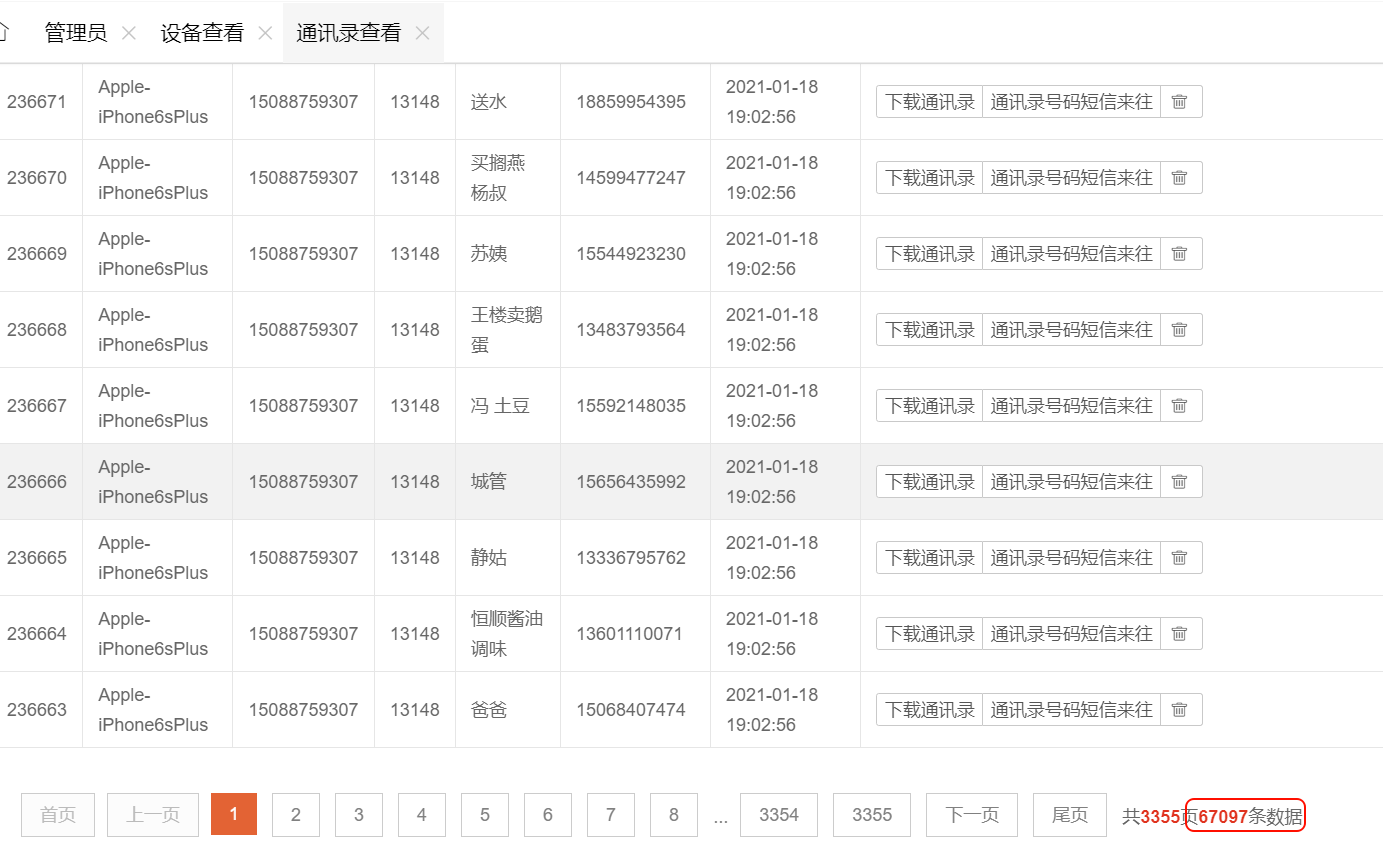 管理员 设备查看 通讯录查看
236671 Apple-iPhone6sPlus 15088759307 13148 送水 18859954395 2021-01-18 19:02:56 下载通讯录 通讯录号码短信来往
236670 Apple-iPhone6sPlus 15088759307 13148 买搁燕杨叔 14599477247 2021-01-18 19:02:56 下载通讯录 通讯录号码短信来往
236669 Apple-iPhone6sPlus 15088759307 13148 苏姨 15544923230 2021-01-18 19:02:56 下载通讯录 通讯录号码短信来往
236668 Apple-iPhone6sPlus 15088759307 13148 王楼卖鹅蛋 13483793564 2021-01-18 19:02:56 下载通讯录 通讯录号码短信来往
236667 Apple-iPhone6sPlus 15088759307 13148 冯 土豆 15592148035 2021-01-18 19:02:56 下载通讯录 通讯录号码短信来往
236666 Apple-iPhone6sPlus 15088759307 13148 城管 15656435992 2021-01-18 19:02:56 下载通讯录 通讯录号码短信来往
236665 Apple-iPhone6sPlus 15088759307 13148 静姑 13336795762 2021-01-18 19:02:56 下载通讯录 通讯录号码短信来往
236664 Apple-iPhone6sPlus 15088759307 13148 恒顺酱油调味 13601110071 2021-01-18 19:02:56 下载通讯录 通讯录号码短信来往
236663 Apple-iPhone6sPlus 15088759307 13148 爸爸 15068407474 2021-01-18 19:02:56 下载通讯录 通讯录号码短信来往
首页 上一页 1 2 3 4 5 6 7 8 ... 3354 3355 下一页 尾页 共3355页67097条数据